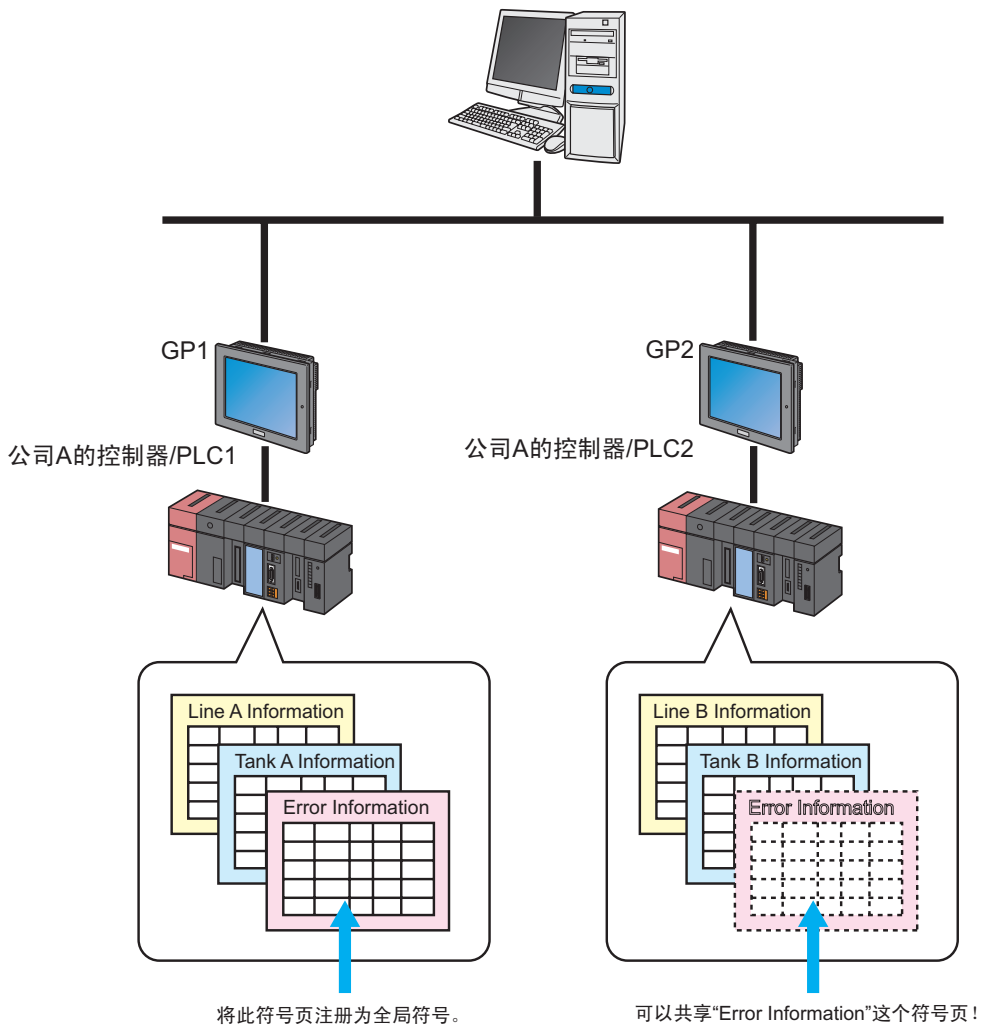 GP1
GP2
公司A的控制器/PLC1
公司A的控制器/PLC2
Line A Information
Tank A Information
Error Information
Line B Information
Tank B Information
Error Information
将此符号页注册为全局符号。
可以共享“Error Information”这个符号页！